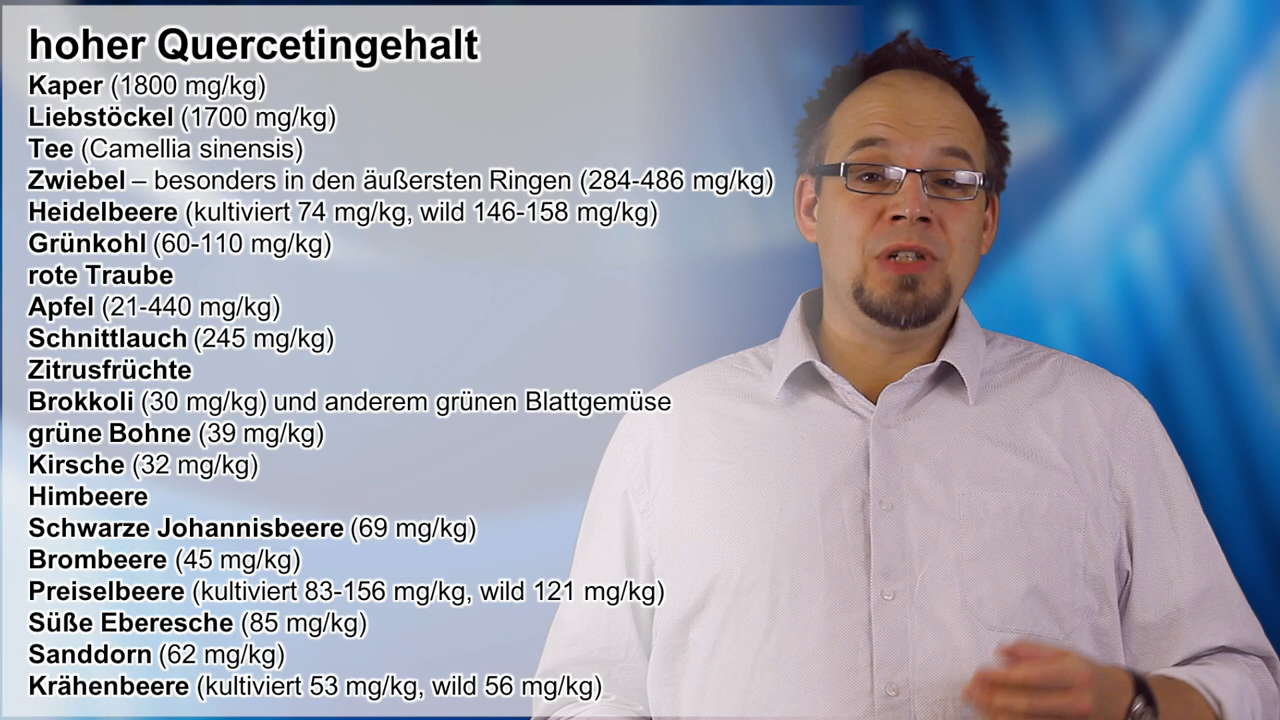 hoher Quercetingehalt
Kaper (1800 mg/kg)
Liebstöckel (1700 mg/kg)
Tee (Camellia sinensis)
Zwiebel – besonders in den äußersten Ringen (284-486 mg/kg)
Heidelbeere (kultiviert 74 mg/kg, wild 146-158 mg/kg)
Grünkohl (60-110 mg/kg)
rote Traube
Apfel (21-440 mg/kg)
Schnittlauch (245 mg/kg)
Zitrusfrüchte
Brokkoli (30 mg/kg) und anderem grünen Blattgemüse
grüne Bohne (39 mg/kg)
Kirsche (32 mg/kg)
Himbeere
Schwarze Johannisbeere (69 mg/kg)
Brombeere (45 mg/kg)
Preiselbeere (kultiviert 83-156 mg/kg, wild 121 mg/kg)
Süße Eberesche (85 mg/kg)
Sanddorn (62 mg/kg)
Krähenbeere (kultiviert 53 mg/kg, wild 56 mg/kg)